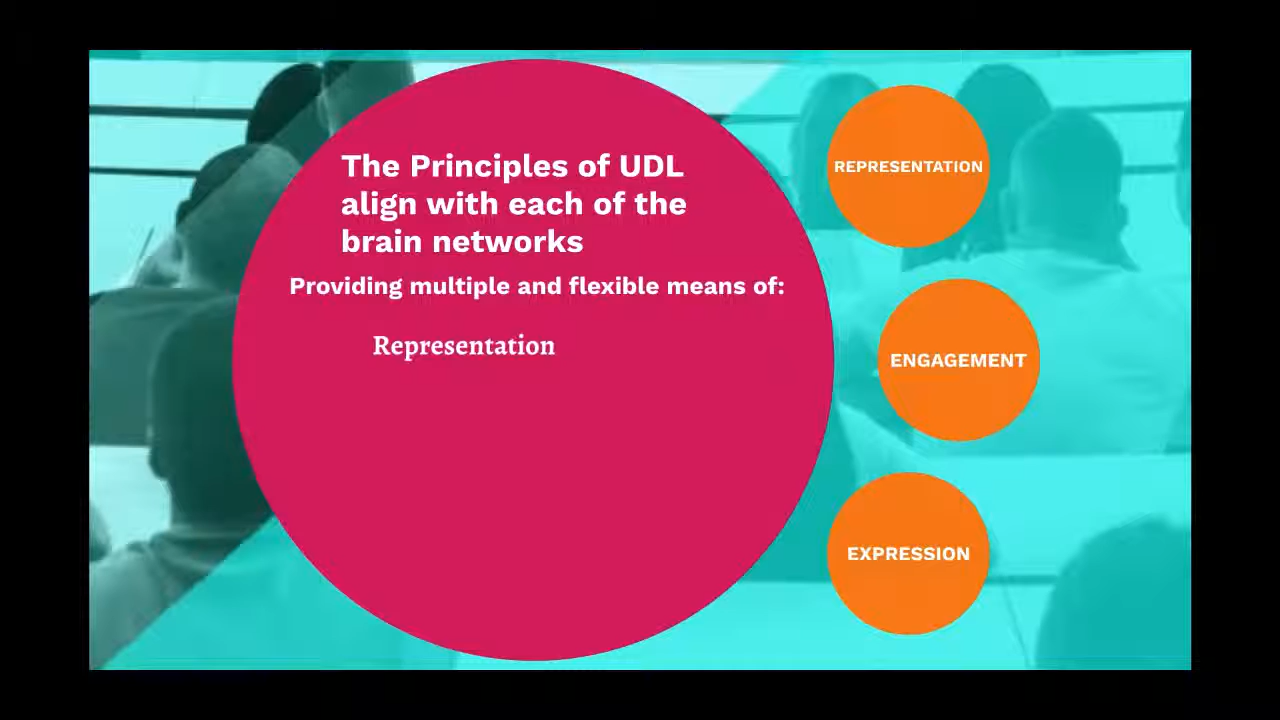 The Principles of UDL
align with each of the
brain networks
Providing multiple and flexible means of:
Representation
REPRESENTATION
ENGAGEMENT
EXPRESSION